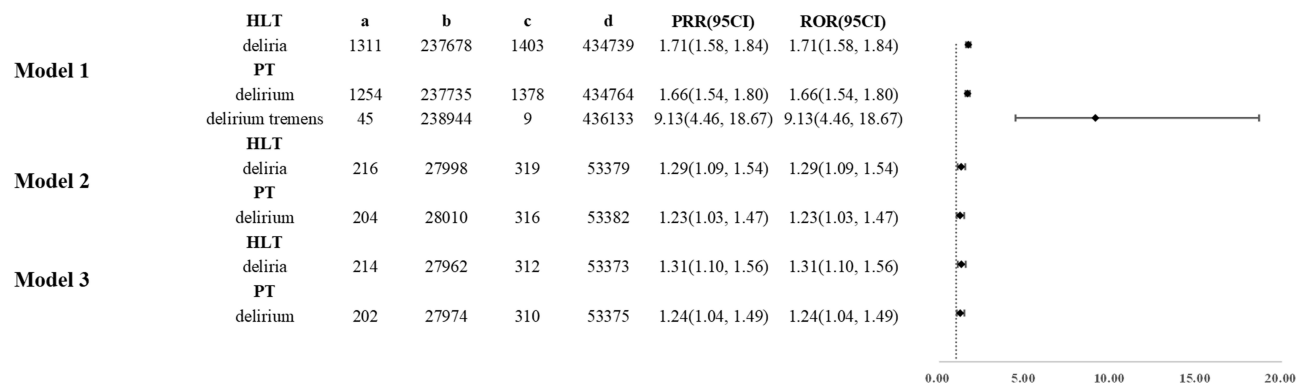 HLT a b c d PRR(95CI) ROR(95CI)
deliria 1311 237678 1403 434739 1.71(1.58, 1.84) 1.71(1.58, 1.84)
Model 1 PT
delirium 1254 237735 1378 434764 1.66(1.54, 1.80) 1.66(1.54, 1.80)
delirium tremens 45 238944 9 436133 9.13(4.46, 18.67) 9.13(4.46, 18.67)
HLT
deliria 216 27998 319 53379 1.29(1.09, 1.54) 1.29(1.09, 1.54)
Model 2 PT
delirium 204 28010 316 53382 1.23(1.03, 1.47) 1.23(1.03, 1.47)
HLT
deliria 214 27962 312 53373 1.31(1.10, 1.56) 1.31(1.10, 1.56)
Model 3 PT
delirium 202 27974 310 53375 1.24(1.04, 1.49) 1.24(1.04, 1.49)
0.00 5.00 10.00 15.00 20.00